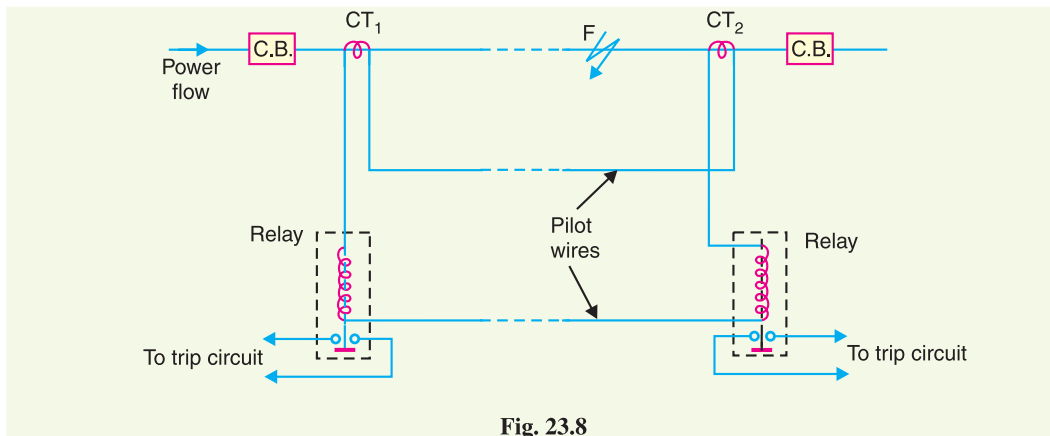 CT₁
F
CT₂
C.B.
C.B.
Power
flow
Pilot
wires
Relay
Relay
To trip circuit
To trip circuit
Fig. 23.8